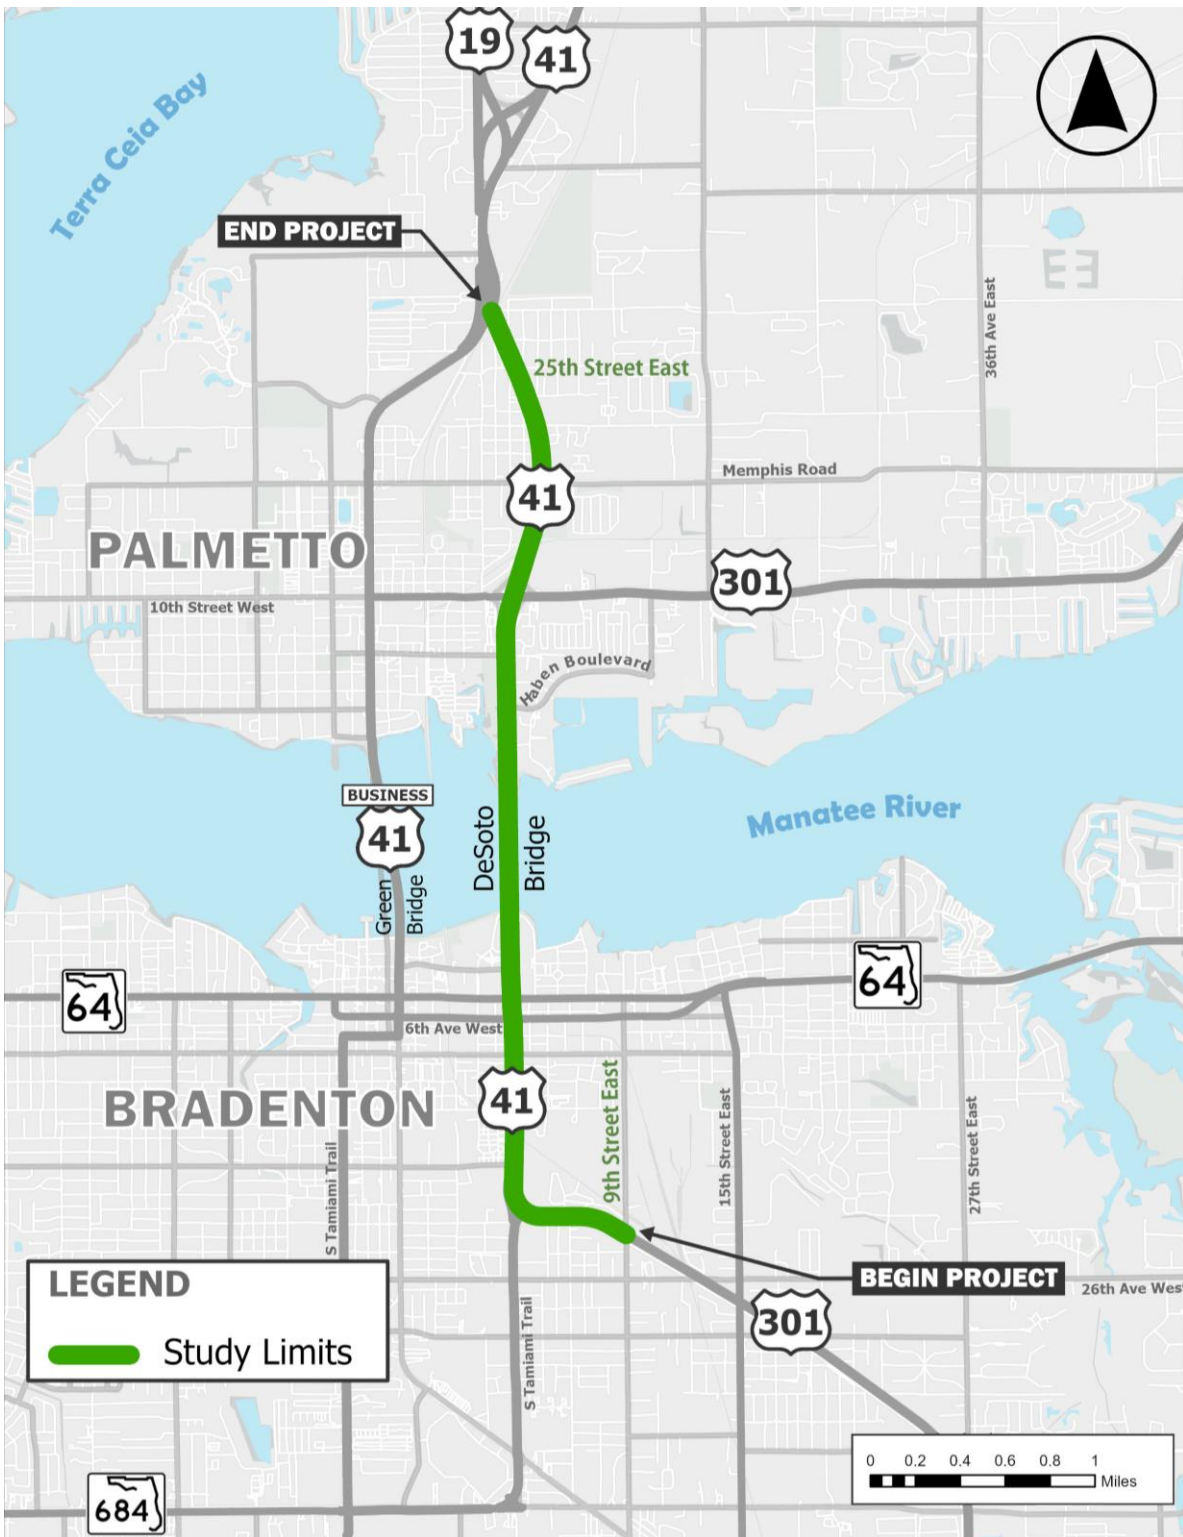 19
41
Terra Ceia Bay
END PROJECT
25th Street East
36th Ave East
Memphis Road
41
PALMETTO
301
10th Street West
Haben Boulevard
BUSINESS
41
Manatee River
DeSoto
Bridge
Green
Bridge
64
64
6th Ave West
41
BRADENTON
9th Street East
15th Street East
27th Street East
S Tamiami Trail
BEGIN PROJECT
26th Ave West
LEGEND
Study Limits
S Tamiami Trail
301
0 0.2 0.4 0.6 0.8 1
Miles
684